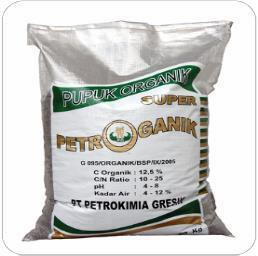 PUPUK ORGANIK
SUPER
PETROGANIK
G 095/ORGANIK/BSP/IX/2005
C Organik : 12,5 %
C/N Ratio : 10 - 25
pH : 4 - 8
Kadar Air : 4 - 12 %
PT PETROKIMIA GRESIK
Kg